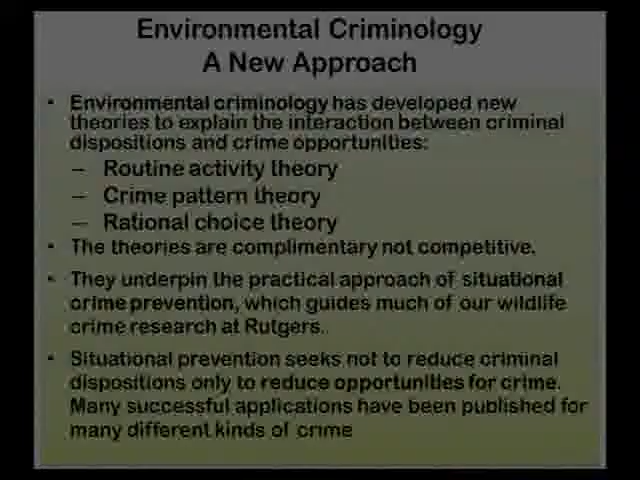 Environmental Criminology
A New Approach
• Environmental criminology has developed new
theories to explain the interaction between criminal
dispositions and crime opportunities:
– Routine activity theory
– Crime pattern theory
– Rational choice theory
• The theories are complimentary not competitive.
• They underpin the practical approach of situational
crime prevention, which guides much of our wildlife
crime research at Rutgers.
• Situational prevention seeks not to reduce criminal
dispositions only to reduce opportunities for crime.
Many successful applications have been published for
many different kinds of crime